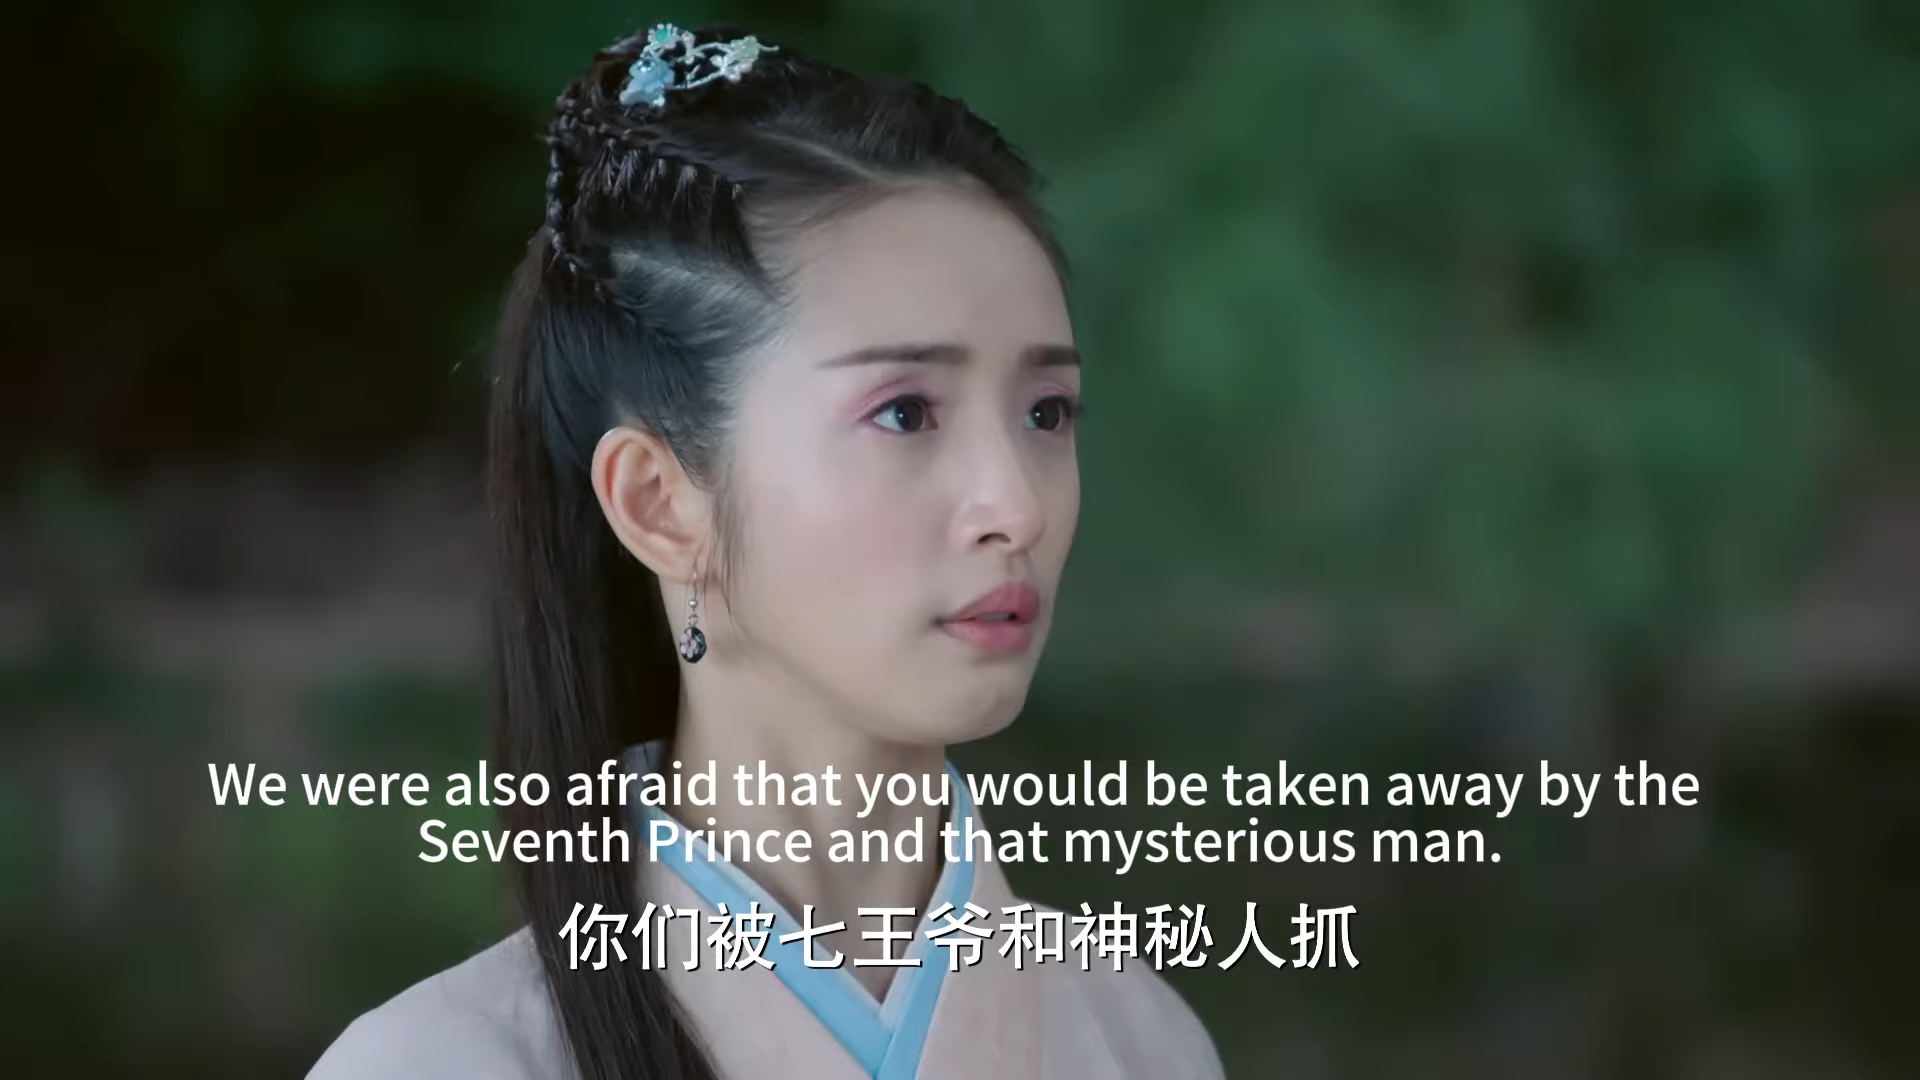 We were also afraid that you would be taken away by the
Seventh Prince and that mysterious man.
你们被七王爷和神秘人抓